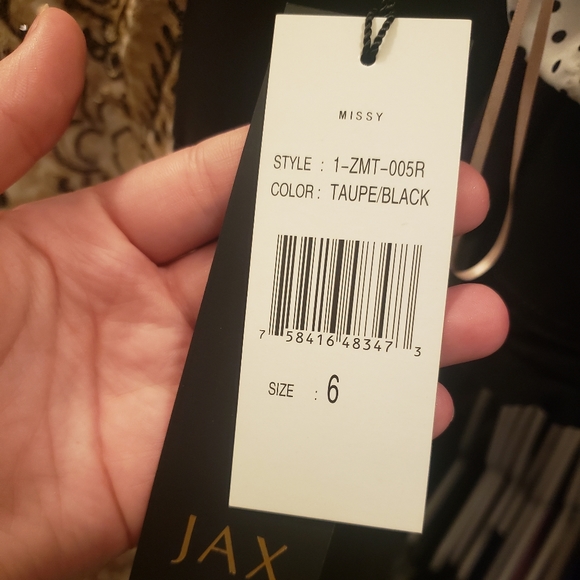 MISSY
STYLE : 1-ZMT-005R
COLOR : TAUPE/BLACK
7 58416 48347 3
SIZE : 6
JAX